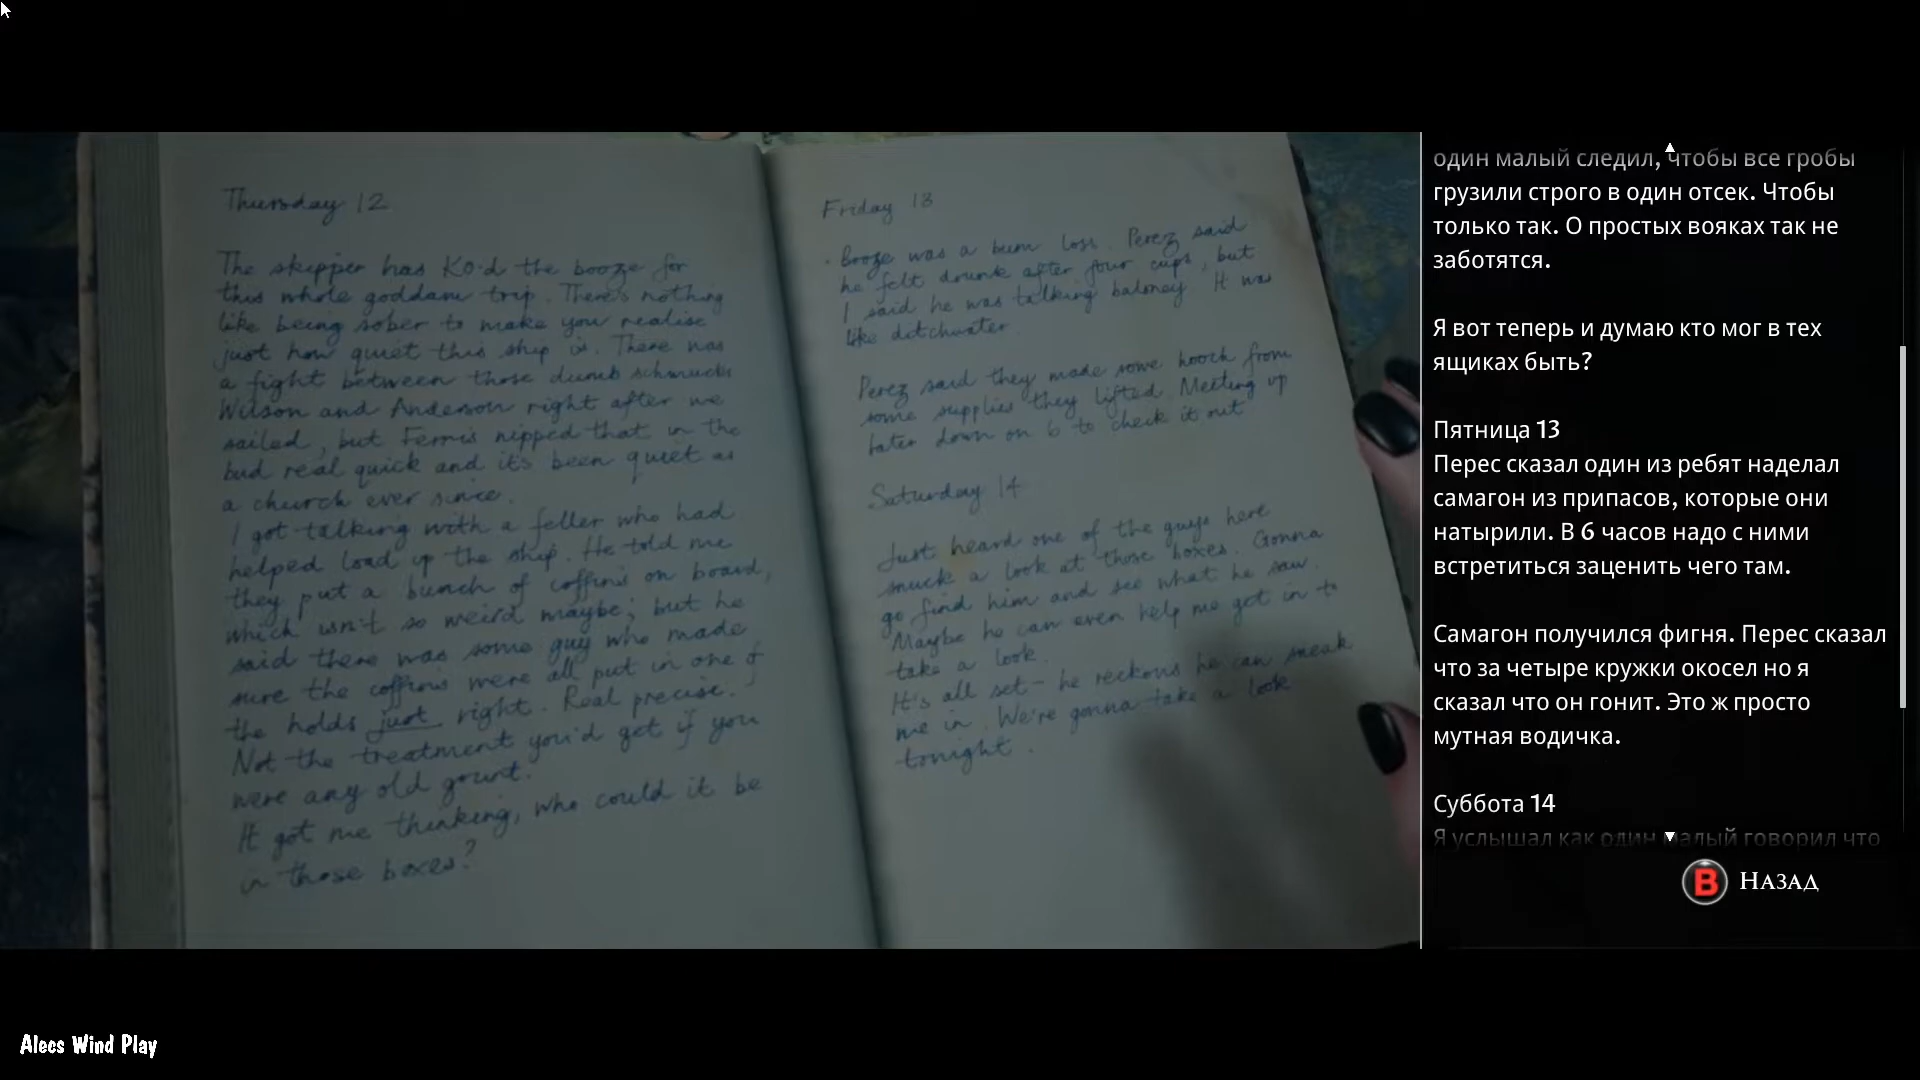 Thursday 12
The skipper has KO'd the booze for
this whole goddam trip. There's nothing
like being sober to make you realise
just how quiet this ship is. There was
a fight between those dumb schmucks
Wilson and Anderson right after we
sailed, but Ferris nipped that in the
bud real quick and it's been quiet as
a church ever since.
I got talking with a feller who had
helped load up the ship. He told me
they put a bunch of coffins on board,
which isn't so weird maybe; but he
said there was some guy who made
sure the coffins were all put in one of
the holds just right. Real precise.
Not the treatment you'd get if you
were any old grunt.
It got me thinking, who could it be
in those boxes?
Friday 13
Booze was a bum loss. Perez said
he felt drunk after four cups, but
I said he was talking baloney. It was
like ditchwater.
Perez said they made some hooch from
some supplies they lifted. Meeting up
later down on 6 to check it out
Saturday 14
Just heard one of the guys here
snuck a look at those boxes. Gonna
go find him and see what he saw.
Maybe he can even help me get in to
take a look.
It's all set - he reckons he can sneak
me in. We're gonna take a look
tonight.
один малый следил, чтобы все гробы
грузили строго в один отсек. Чтобы
только так. О простых вояках так не
заботятся.
Я вот теперь и думаю кто мог в тех
ящиках быть?
Пятница 13
Перес сказал один из ребят наделал
самагон из припасов, которые они
натырили. В 6 часов надо с ними
встретиться заценить чего там.
Самагон получился фигня. Перес сказал
что за четыре кружки окосел но я
сказал что он гонит. Это ж просто
мутная водичка.
Суббота 14
Я услышал как один малый говорил что
B Назад
Alecs Wind Play